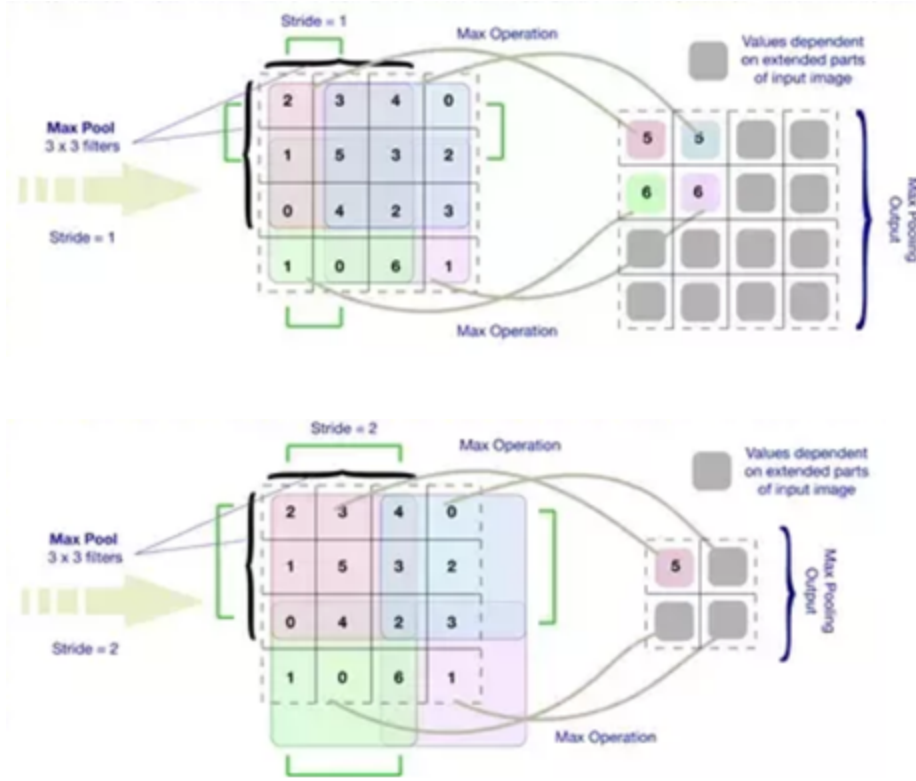 Stride = 1
Max Operation
Values dependent
on extended parts
of input image
Max Pool
3 x 3 filters
Stride = 1
2 3 4 0
1 5 3 2
0 4 2 3
1 0 6 1
5 5
6 6
Max Pooling
Output
Max Operation
Stride = 2
Max Operation
Values dependent
on extended parts
of input image
Max Pool
3 x 3 filters
Stride = 2
2 3 4 0
1 5 3 2
0 4 2 3
1 0 6 1
5
Max Pooling
Output
Max Operation